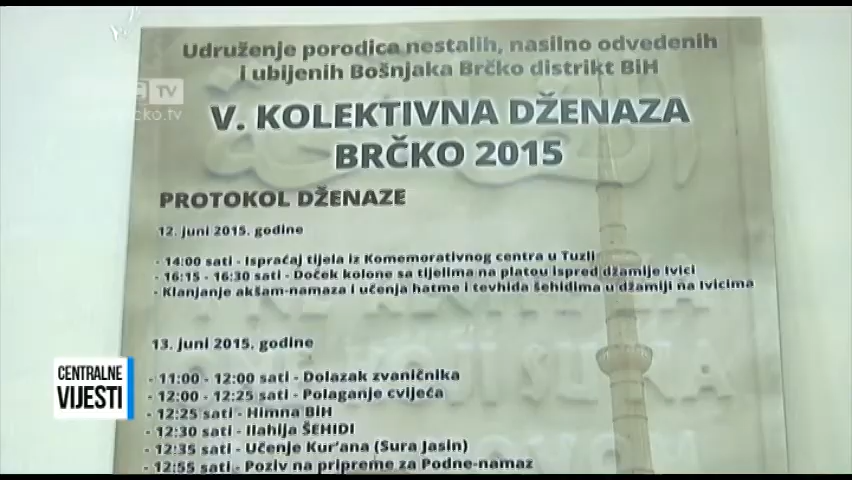 Udruženje porodica nestalih, nasilno odvedenih
i ubijenih Bošnjaka Brčko distrikt BiH
TV
V. KOLEKTIVNA DŽENAZA
BRČKO 2015
PROTOKOL DŽENAZE
12. juni 2015. godine
- 14:00 sati - Ispraćaj tijela iz Komemorativnog centra u Tuzli
- 16:15 - 16:30 sati - Doček kolone sa tijelima na platou ispred džamije Ivici
- Klanjanje akšam-namaza i učenja hatme i tevhida šehidima u džamiji na Ivicima
13. juni 2015. godine
- 11:00 - 12:00 sati - Dolazak zvaničnika
- 12:00 - 12:25 sati - Polaganje cvijeća
- 12:25 sati - Himna BiH
- 12:30 sati - Ilahija ŠEHIDI
- 12:35 sati - Učenje Kur'ana (Sura Jasin)
- 12:55 sati - Poziv na pripreme za Podne-namaz
CENTRALNE
VIJESTI